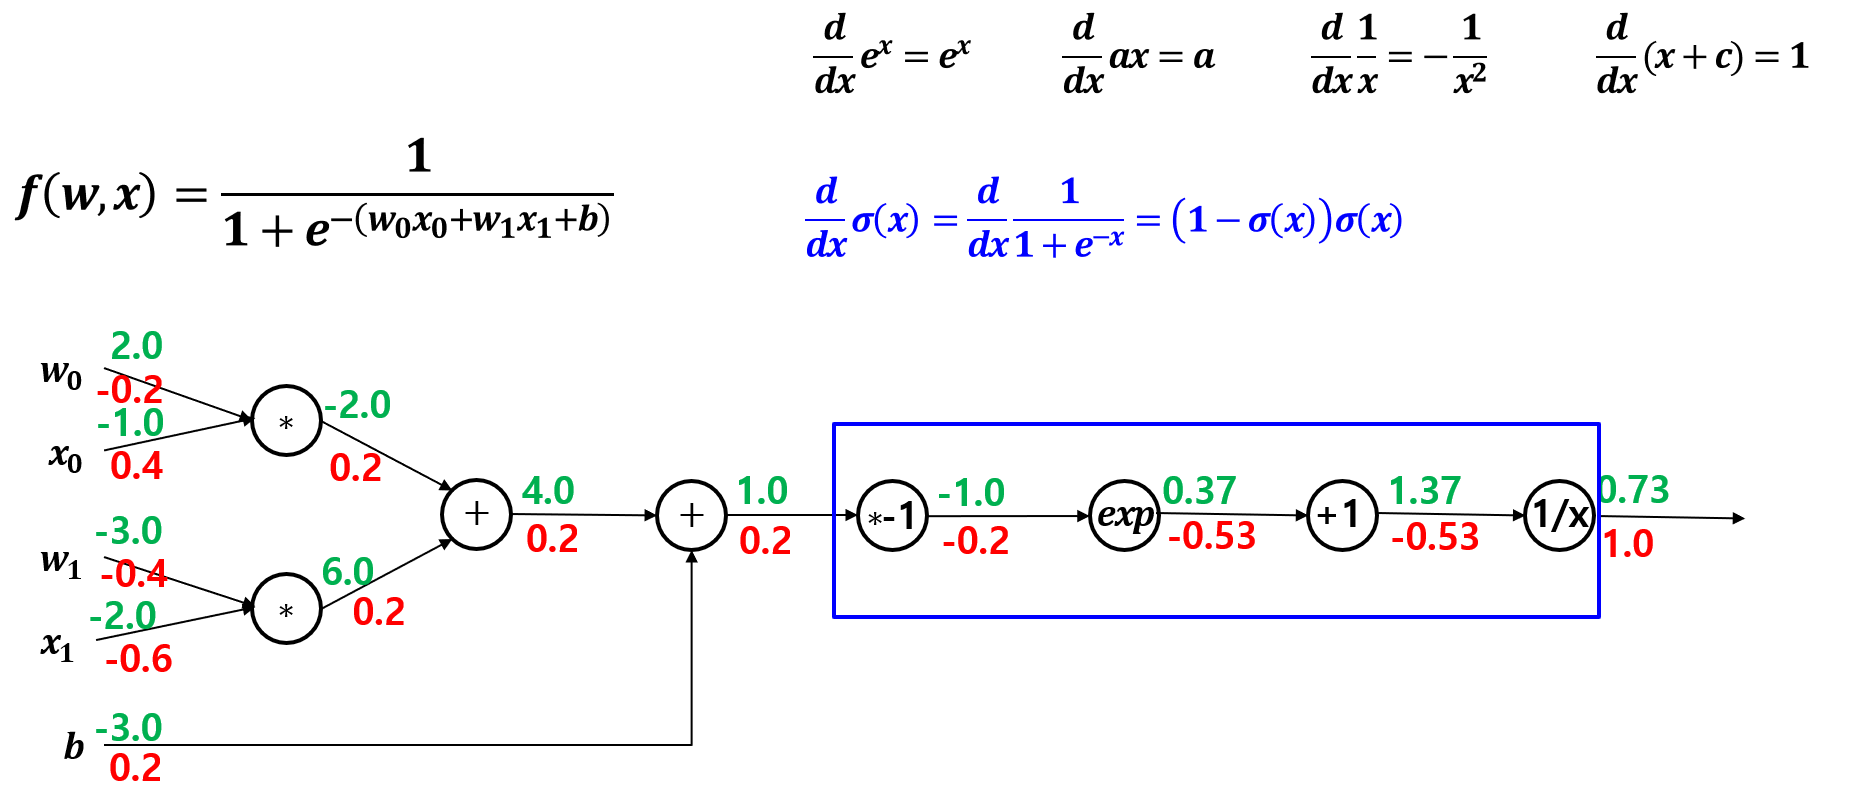 d/dx e^x = e^x    d/dx ax = a    d/dx 1/x = −1/x²    d/dx (x + c) = 1
f(w, x) = 1/(1 + e^−(w₀x₀+w₁x₁+b))
d/dx σ(x) = d/dx 1/(1 + e^−x) = (1 − σ(x))σ(x)
w₀ 2.0 -0.2
x₀ -1.0 0.4
* -2.0 0.2
w₁ -3.0 -0.4
x₁ -2.0 -0.6
* 6.0 0.2
+ 4.0 0.2
b -3.0 0.2
+ 1.0 0.2
*-1 -1.0 -0.2
exp 0.37 -0.53
+1 1.37 -0.53
1/x 0.73 1.0